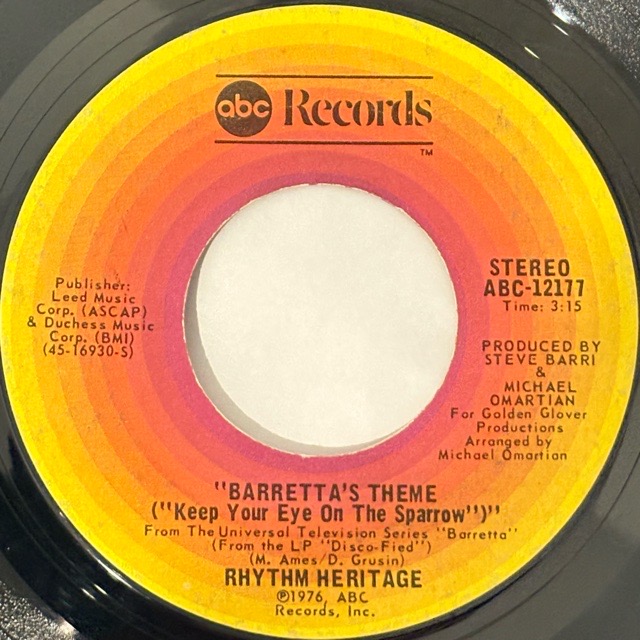 abc Records
TM
Publisher:
Leed Music
Corp. (ASCAP)
& Duchess Music
Corp. (BMI)
(45-16930-S)
STEREO
ABC-12177
Time: 3:15
PRODUCED BY
STEVE BARRI
&
MICHAEL
OMARTIAN
For Golden Glover
Productions
Arranged by
Michael Omartian
"BARRETTA'S THEME
("Keep Your Eye On The Sparrow")"
From The Universal Television Series "Barretta"
(From the LP "Disco-Fied")
(M. Ames/D. Grusin)
RHYTHM HERITAGE
℗1976, ABC
Records, Inc.